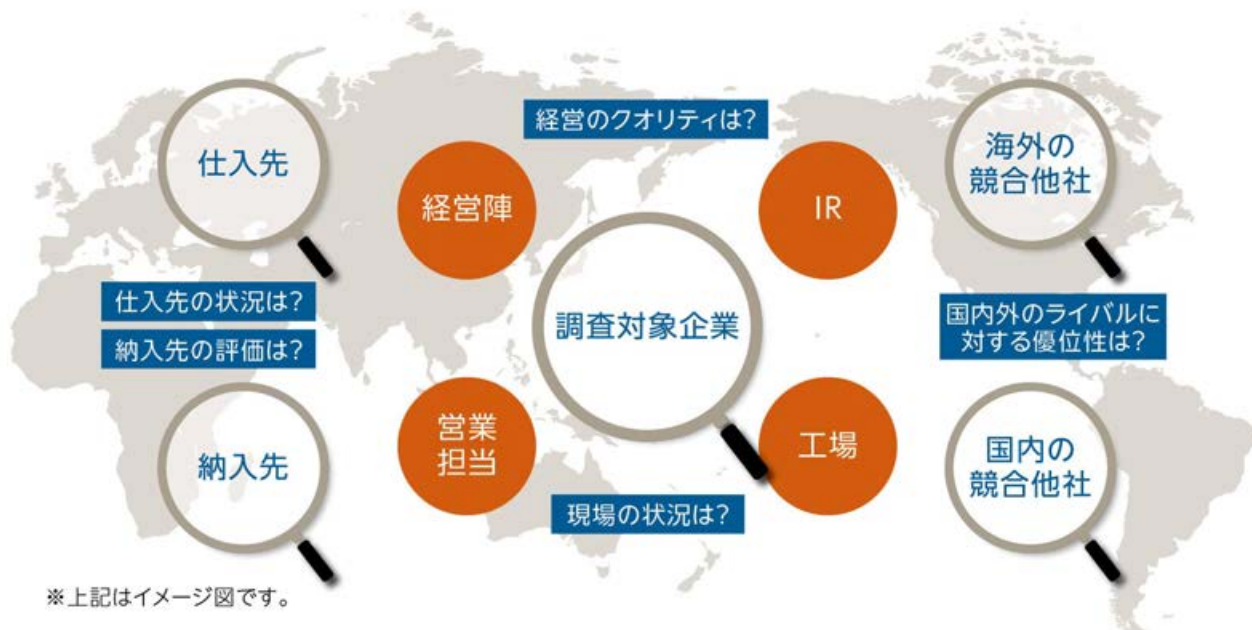 経営のクオリティは?
仕入先
経営陣
IR
海外の
競合他社
仕入先の状況は?
納入先の評価は?
調査対象企業
国内外のライバルに
対する優位性は?
納入先
営業
担当
工場
国内の
競合他社
現場の状況は?
※上記はイメージ図です。